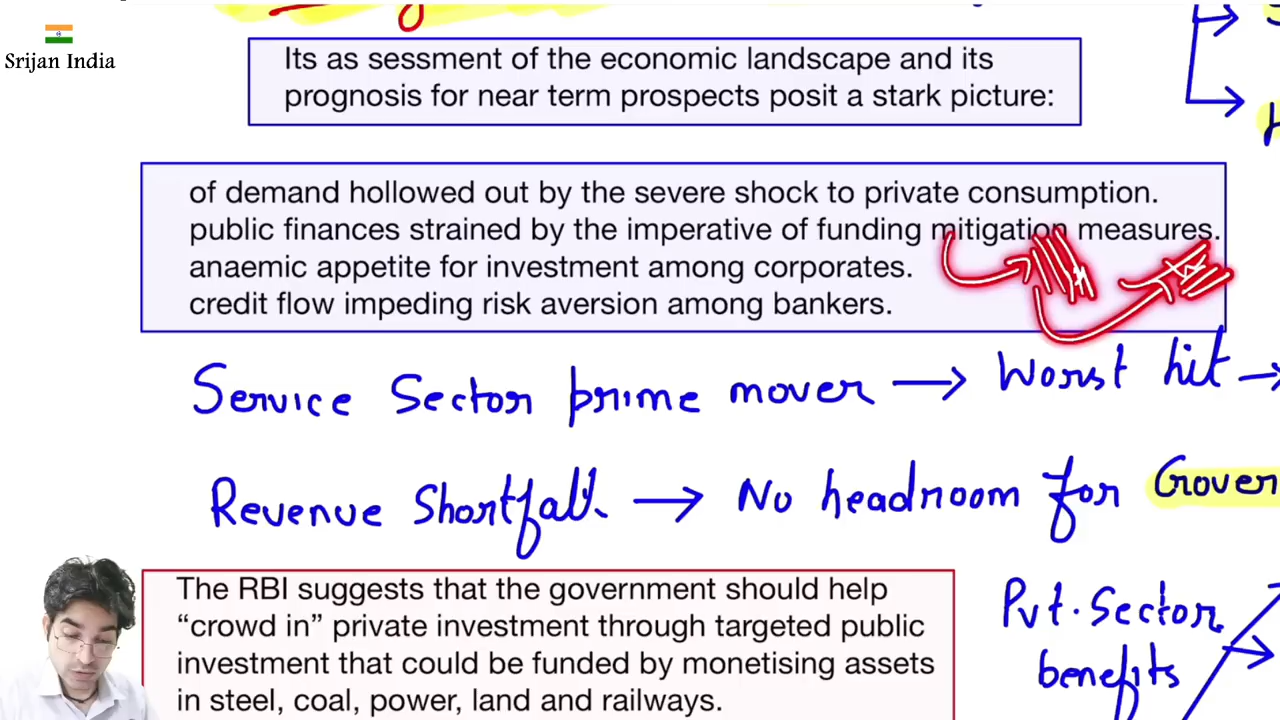 Srijan India
Its as sessment of the economic landscape and its
prognosis for near term prospects posit a stark picture:
of demand hollowed out by the severe shock to private consumption.
public finances strained by the imperative of funding mitigation measures.
anaemic appetite for investment among corporates.
credit flow impeding risk aversion among bankers.
Service Sector prime mover → Worst hit →
Revenue Shortfall → No headroom for Gover
The RBI suggests that the government should help
“crowd in” private investment through targeted public
investment that could be funded by monetising assets
in steel, coal, power, land and railways.
Pvt. Sector
benefits